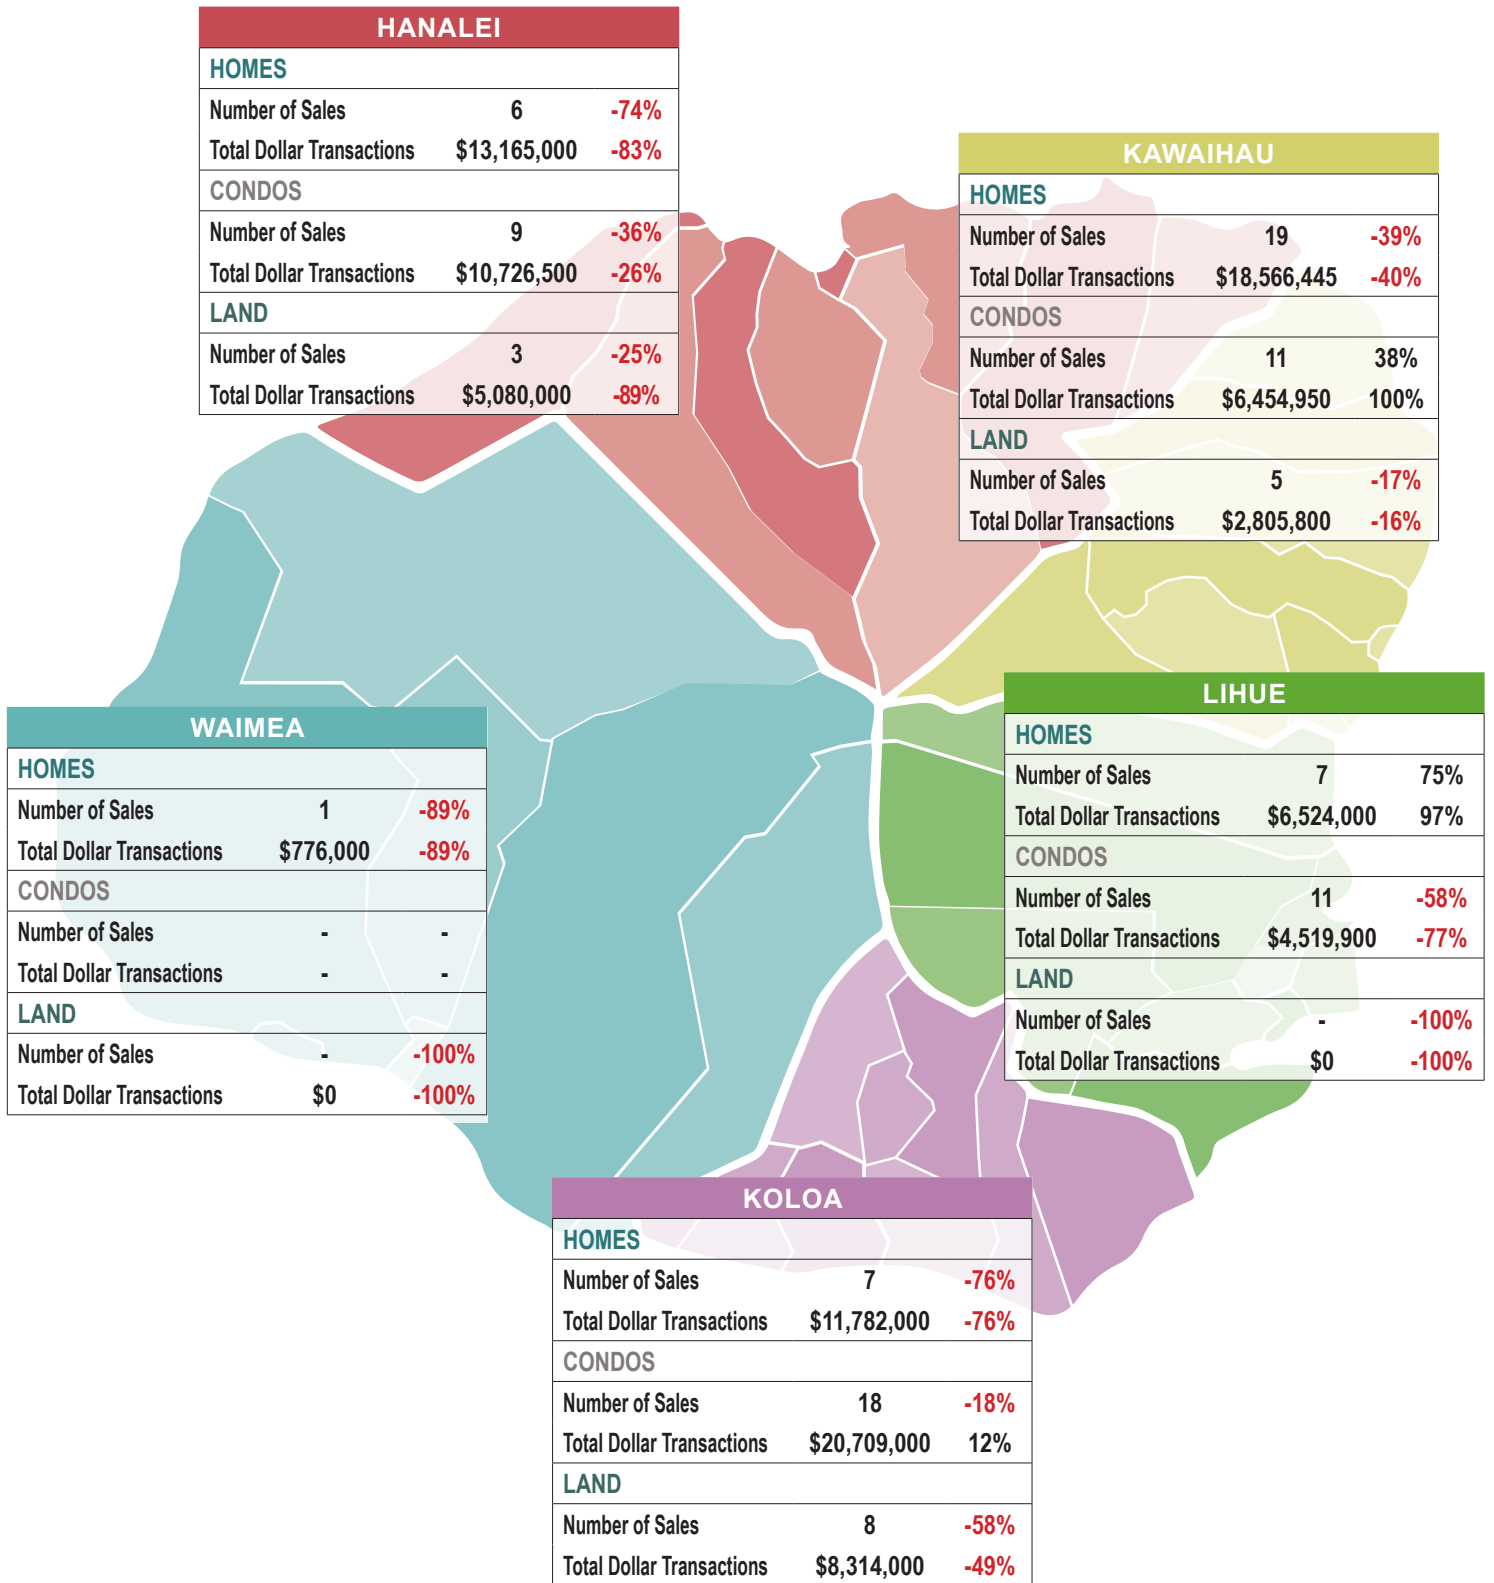 HANALEI
HOMES
Number of Sales 6 -74%
Total Dollar Transactions $13,165,000 -83%
CONDOS
Number of Sales 9 -36%
Total Dollar Transactions $10,726,500 -26%
LAND
Number of Sales 3 -25%
Total Dollar Transactions $5,080,000 -89%
KAWAIHAU
HOMES
Number of Sales 19 -39%
Total Dollar Transactions $18,566,445 -40%
CONDOS
Number of Sales 11 38%
Total Dollar Transactions $6,454,950 100%
LAND
Number of Sales 5 -17%
Total Dollar Transactions $2,805,800 -16%
LIHUE
HOMES
Number of Sales 7 75%
Total Dollar Transactions $6,524,000 97%
CONDOS
Number of Sales 11 -58%
Total Dollar Transactions $4,519,900 -77%
LAND
Number of Sales - -100%
Total Dollar Transactions $0 -100%
WAIMEA
HOMES
Number of Sales 1 -89%
Total Dollar Transactions $776,000 -89%
CONDOS
Number of Sales - -
Total Dollar Transactions - -
LAND
Number of Sales - -100%
Total Dollar Transactions $0 -100%
KOLOA
HOMES
Number of Sales 7 -76%
Total Dollar Transactions $11,782,000 -76%
CONDOS
Number of Sales 18 -18%
Total Dollar Transactions $20,709,000 12%
LAND
Number of Sales 8 -58%
Total Dollar Transactions $8,314,000 -49%